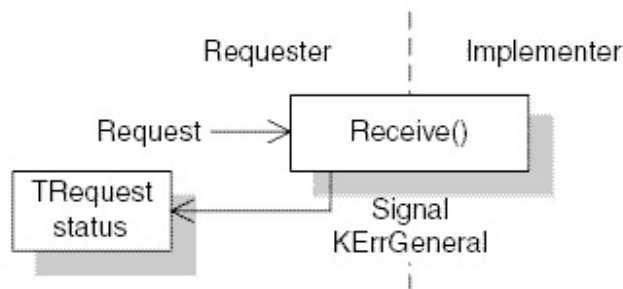 Requester
Implementer
Request
Receive()
TRequest
status
Signal
KErrGeneral